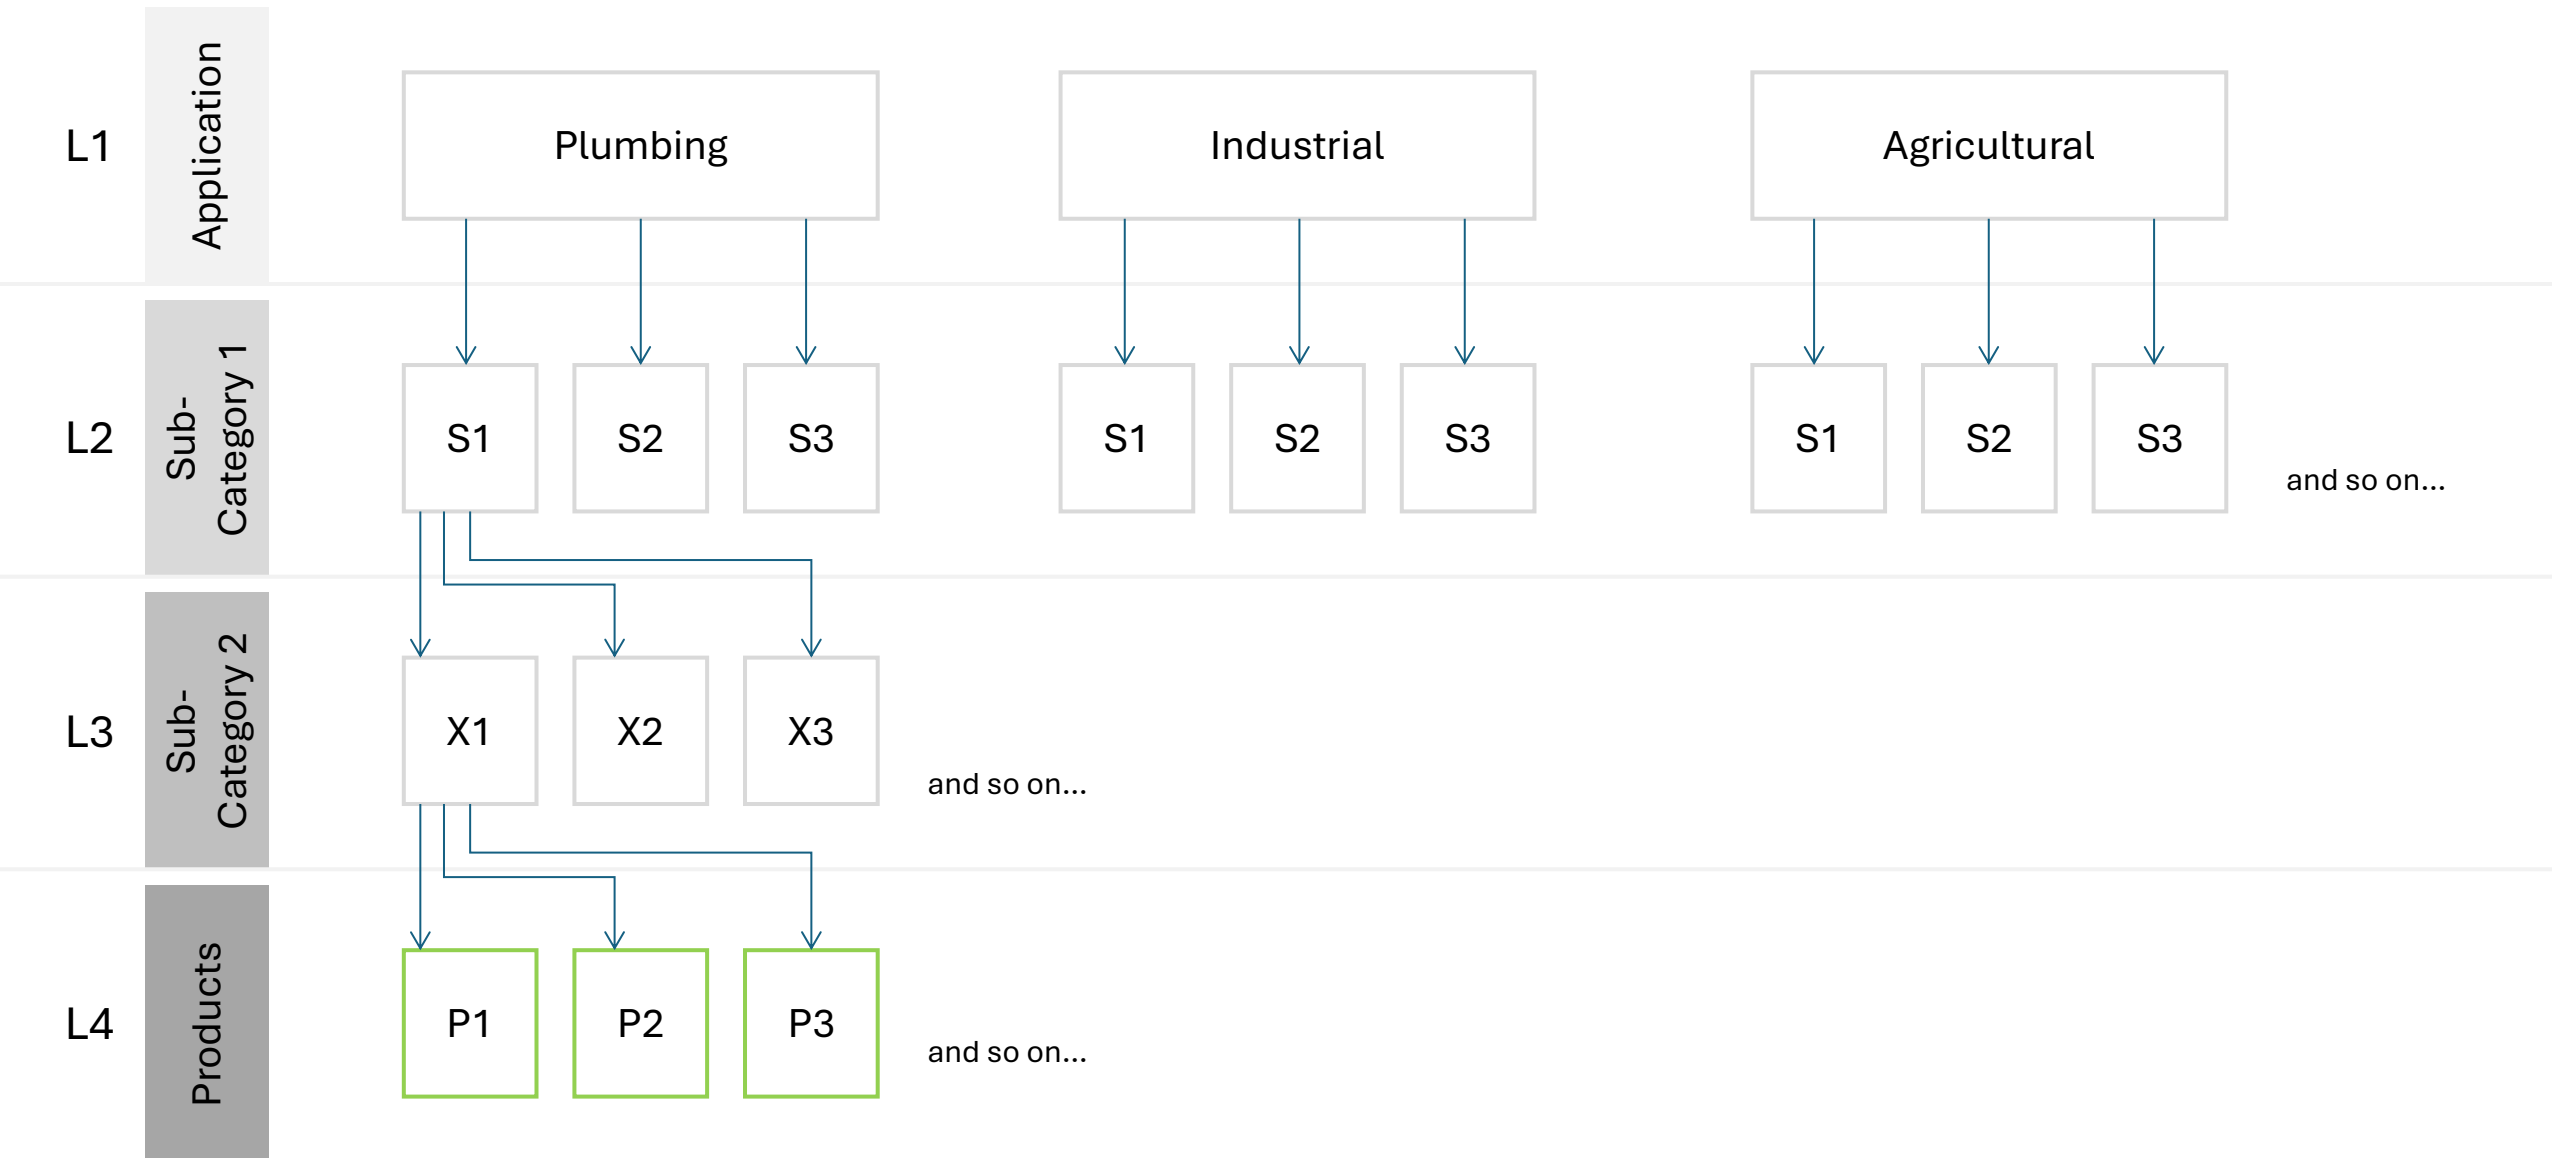 L1
Application
Plumbing
Industrial
Agricultural
L2
Sub-
Category 1
S1
S2
S3
S1
S2
S3
S1
S2
S3
and so on...
L3
Sub-
Category 2
X1
X2
X3
and so on...
L4
Products
P1
P2
P3
and so on...